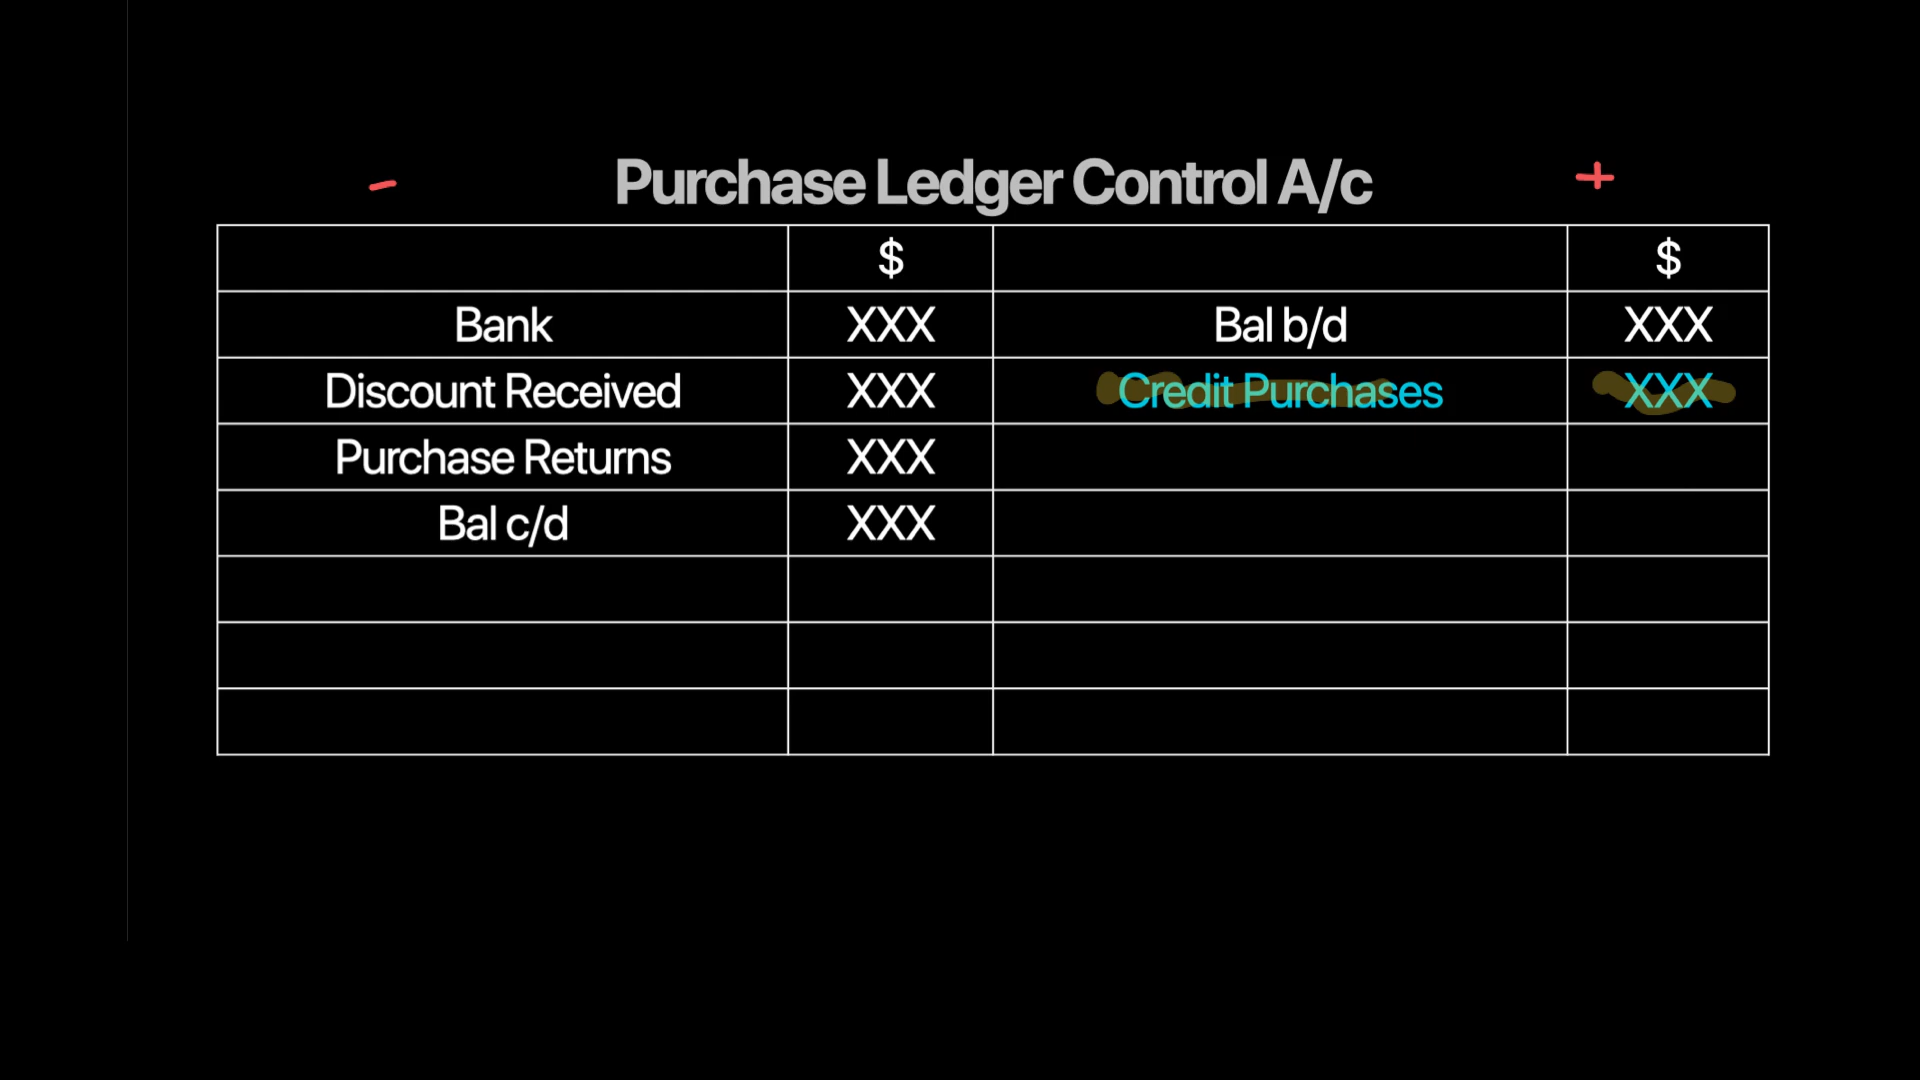 - Purchase Ledger Control A/c +
$ $
Bank XXX Bal b/d XXX
Discount Received XXX Credit Purchases XXX
Purchase Returns XXX
Bal c/d XXX